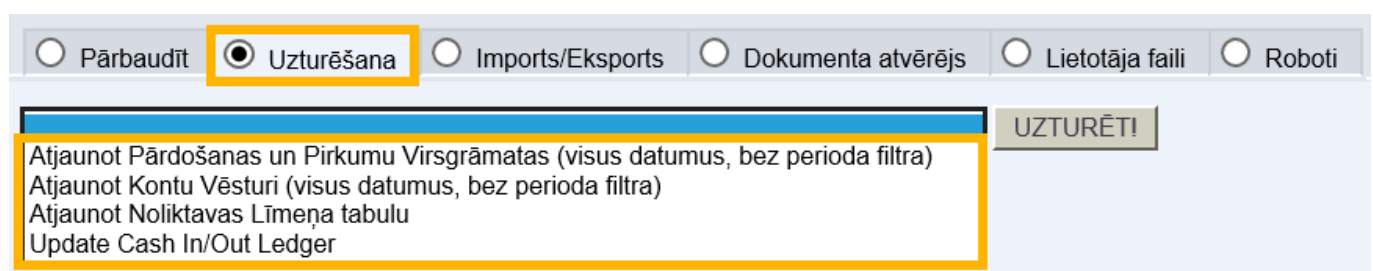 Pārbaudīt Uzturēšana Imports/Eksports Dokumenta atvērējs Lietotāja faili Roboti
UZTURĒT!
Atjaunot Pārdošanas un Pirkumu Virsgrāmatas (visus datumus, bez perioda filtra)
Atjaunot Kontu Vēsturi (visus datumus, bez perioda filtra)
Atjaunot Noliktavas Līmeņa tabulu
Update Cash In/Out Ledger